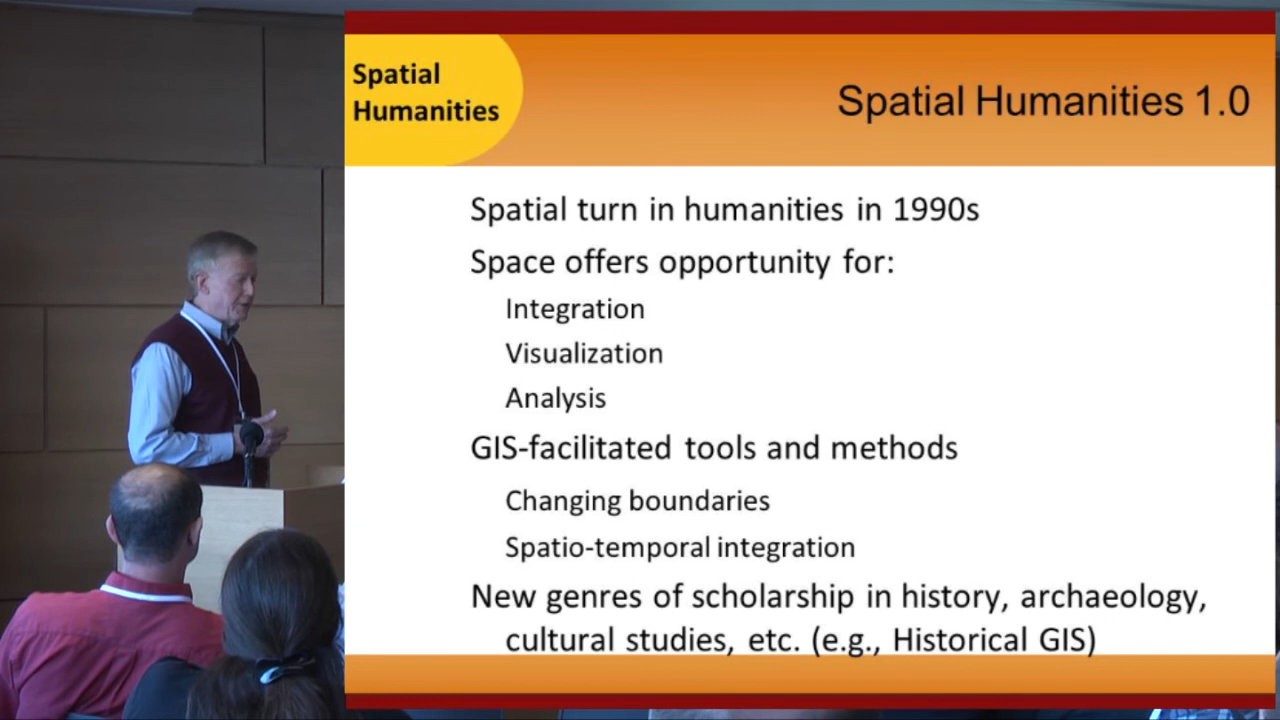 Spatial
Humanities
Spatial Humanities 1.0
Spatial turn in humanities in 1990s
Space offers opportunity for:
Integration
Visualization
Analysis
GIS-facilitated tools and methods
Changing boundaries
Spatio-temporal integration
New genres of scholarship in history, archaeology,
cultural studies, etc. (e.g., Historical GIS)